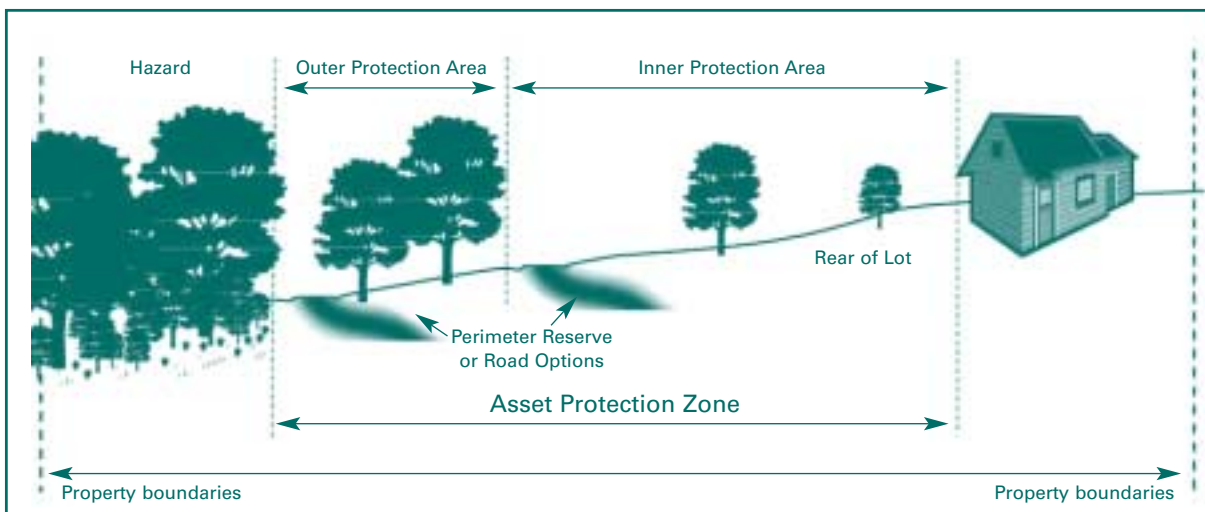 Hazard
Outer Protection Area
Inner Protection Area
Rear of Lot
Perimeter Reserve
or Road Options
Asset Protection Zone
Property boundaries
Property boundaries